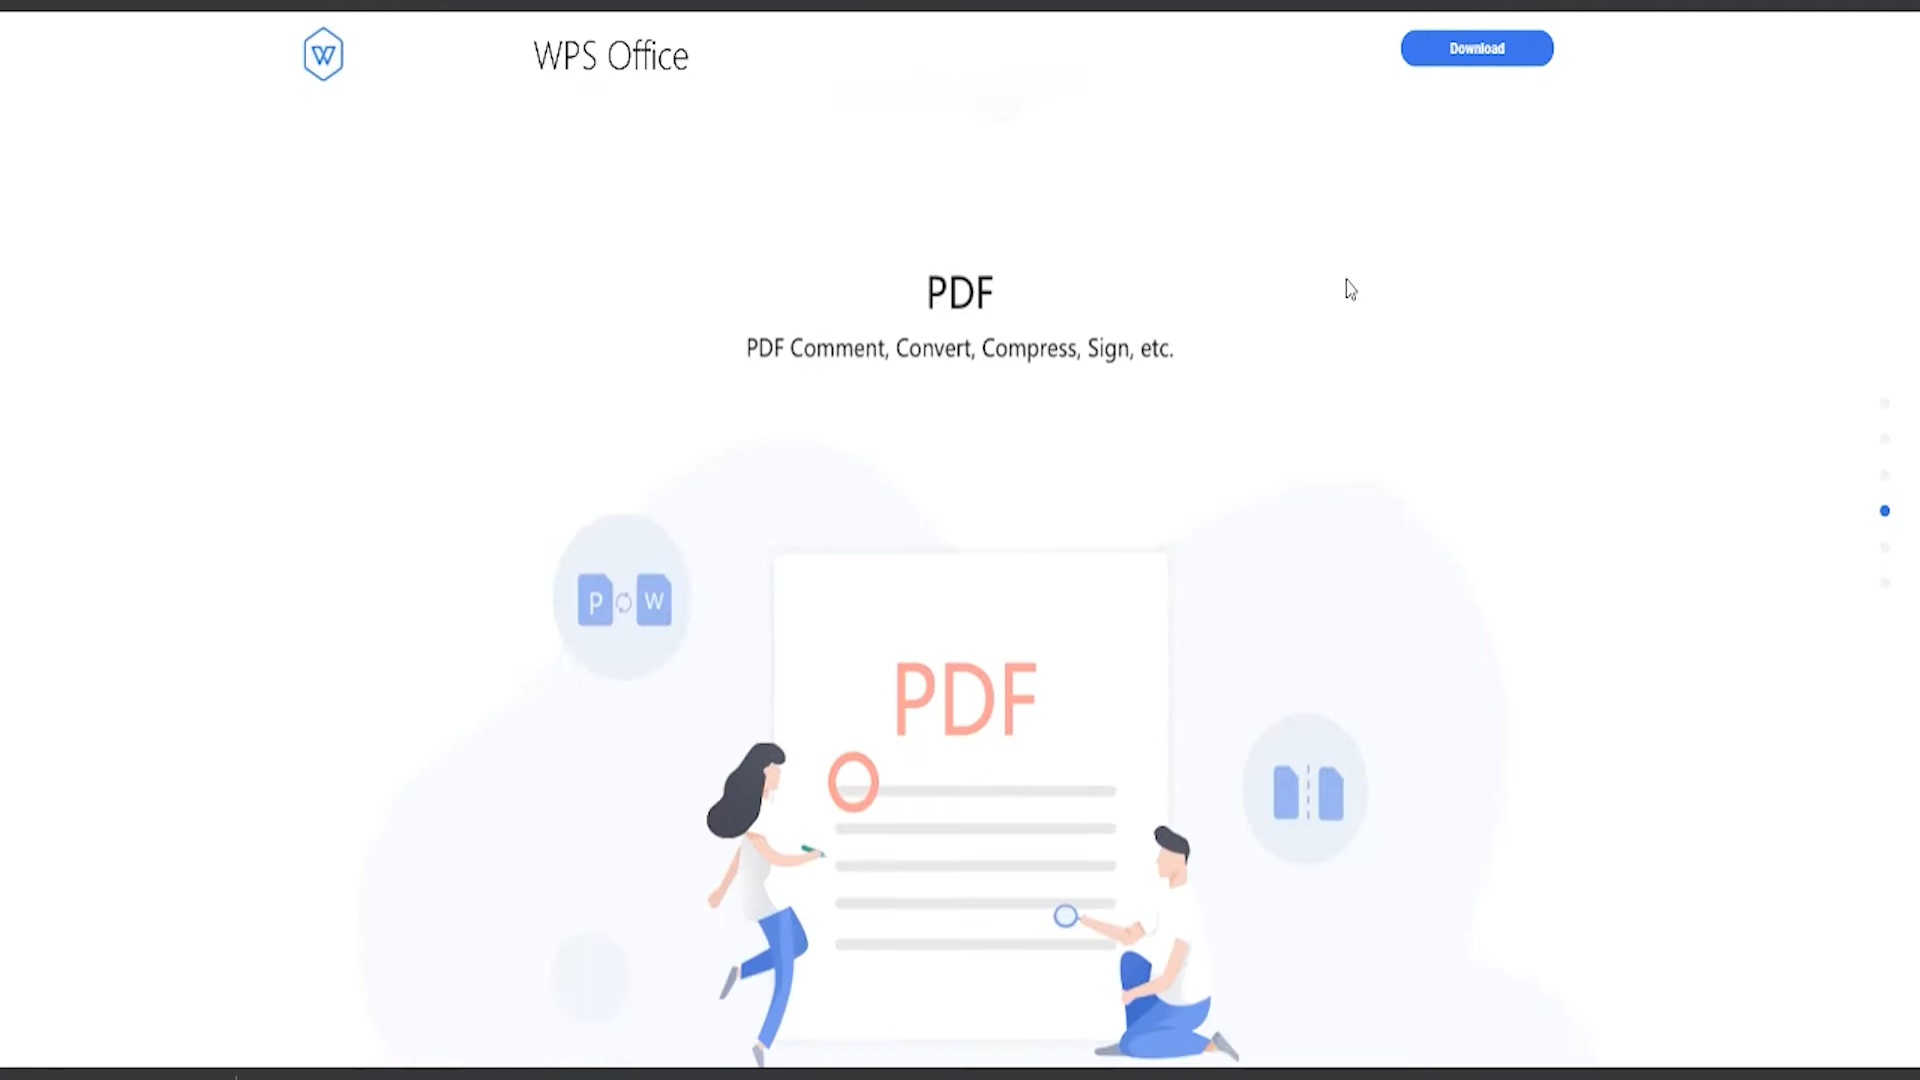 W
WPS Office
Download
PDF
PDF Comment, Convert, Compress, Sign, etc.
P W
PDF